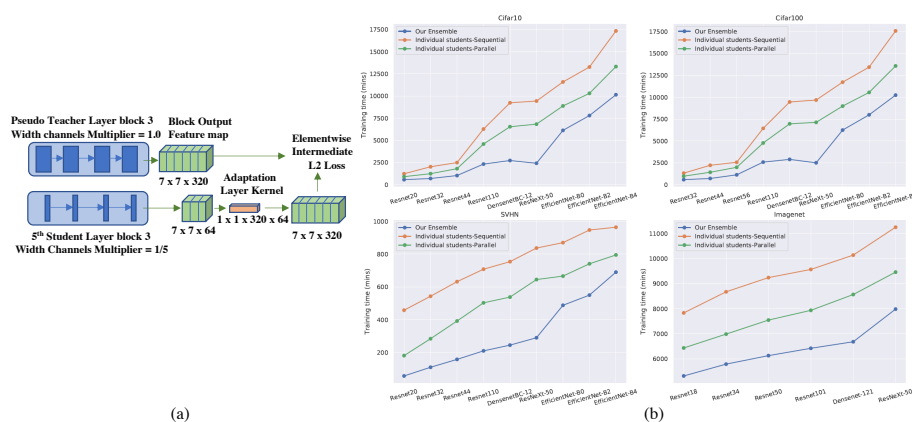 Pseudo Teacher Layer block 3
Width channels Multiplier = 1.0
Block Output
Feature map
7 x 7 x 320
Elementwise
Intermediate
L2 Loss
Adaptation
Layer Kernel
7 x 7 x 64
1 x 1 x 320 x 64
7 x 7 x 320
5th Student Layer block 3
Width Channels Multiplier = 1/5
(a)
Cifar10
Our Ensemble
Individual students-Sequential
Individual students-Parallel
Training time (mins)
17500
15000
12500
10000
7500
5000
2500
0
Resnet20
Resnet32
Resnet44
Resnet110
DensenetBC-12
ResNeXt-50
EfficientNet-B0
EfficientNet-B2
EfficientNet-B4
Cifar100
Our Ensemble
Individual students-Sequential
Individual students-Parallel
Training time (mins)
17500
15000
12500
10000
7500
5000
2500
0
Resnet32
Resnet44
Resnet56
Resnet110
DensenetBC-12
ResNeXt-50
EfficientNet-B0
EfficientNet-B2
SVHN
Our Ensemble
Individual students-Sequential
Individual students-Parallel
Training time (mins)
1000
800
600
400
200
Resnet20
Resnet32
Resnet44
Resnet110
DensenetBC-12
ResNeXt-50
EfficientNet-B0
EfficientNet-B2
EfficientNet-B4
Imagenet
Our Ensemble
Individual students-Sequential
Individual students-Parallel
Training time (mins)
11000
10000
9000
8000
7000
6000
Resnet18
Resnet34
Resnet50
Resnet101
Densenet-121
ResNeXt-50
(b)